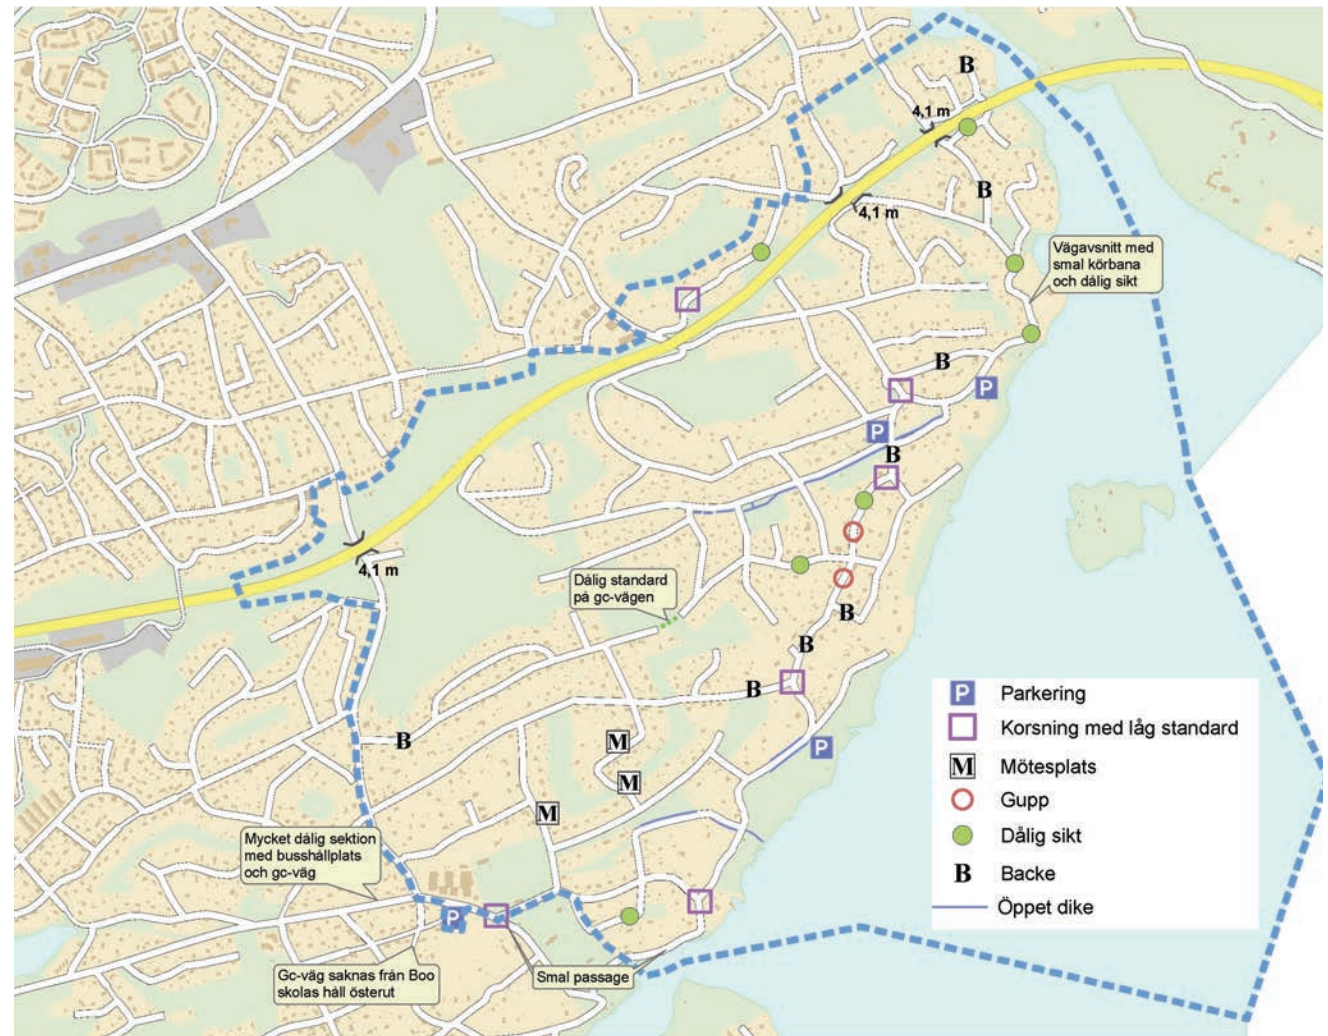 B
4,1 m
B
4,1 m
Vägavsnitt med
smal körbana
och dålig sikt
B
P
P
B
4,1 m
Dålig standard
på gc-vägen
B
B
B
B
M
P
M
M
Mycket dålig sektion
med busshållplats
och gc-väg
P
Gc-väg saknas från Boo
skolas håll österut
Smal passage
P Parkering
Korsning med låg standard
M Mötesplats
Gupp
Dålig sikt
B Backe
Öppet dike